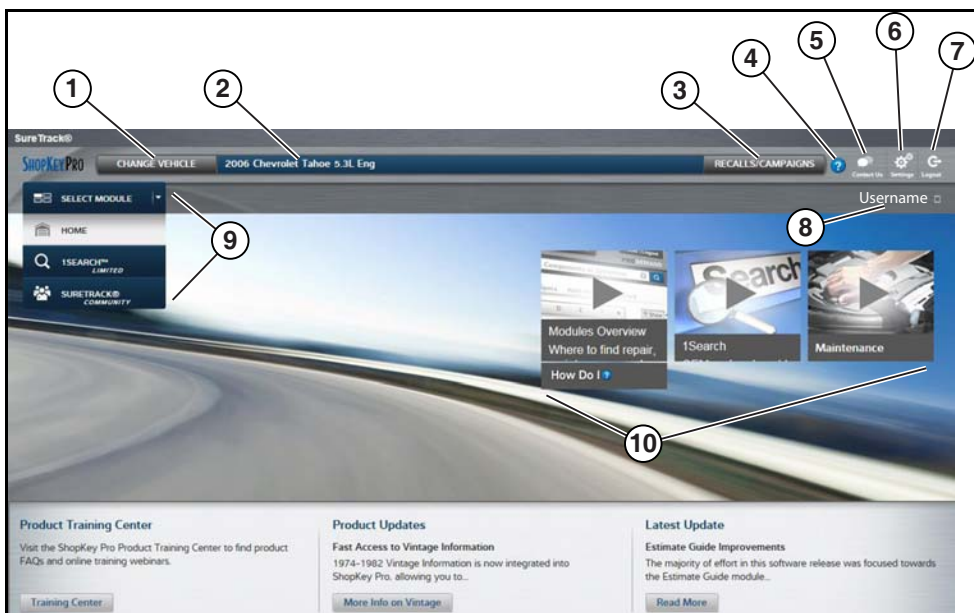 5
6
7
4
3
1
2
SureTrack®
SHOPKEYPRO
CHANGE VEHICLE
2006 Chevrolet Tahoe 5.3L Eng
RECALLS/CAMPAIGNS
?
Contact Us
Settings
Logout
SELECT MODULE
Username
8
HOME
9
1SEARCH™
LIMITED
SURETRACK®
COMMUNITY
Search
Modules Overview
Where to find repair,
1Search
Maintenance
How Do I ?
10
Product Training Center
Visit the ShopKey Pro Product Training Center to find product
FAQs and online training webinars.
Training Center
Product Updates
Fast Access to Vintage Information
1974-1982 Vintage Information is now integrated into
ShopKey Pro, allowing you to...
More Info on Vintage
Latest Update
Estimate Guide Improvements
The majority of effort in this software release was focused towards
the Estimate Guide module...
Read More